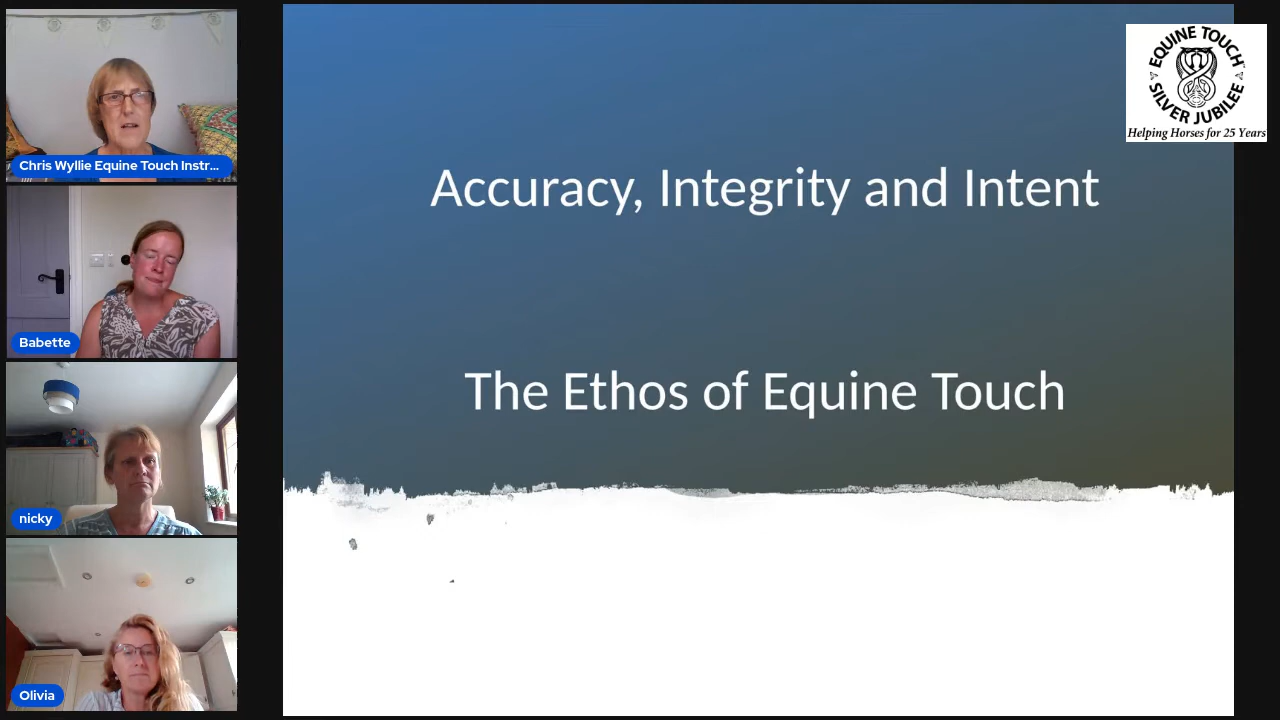 Chris Wyllie Equine Touch Instr...
Babette
nicky
Olivia
Accuracy, Integrity and Intent
The Ethos of Equine Touch
EQUINE TOUCH
SILVER JUBILEE
Helping Horses for 25 Years